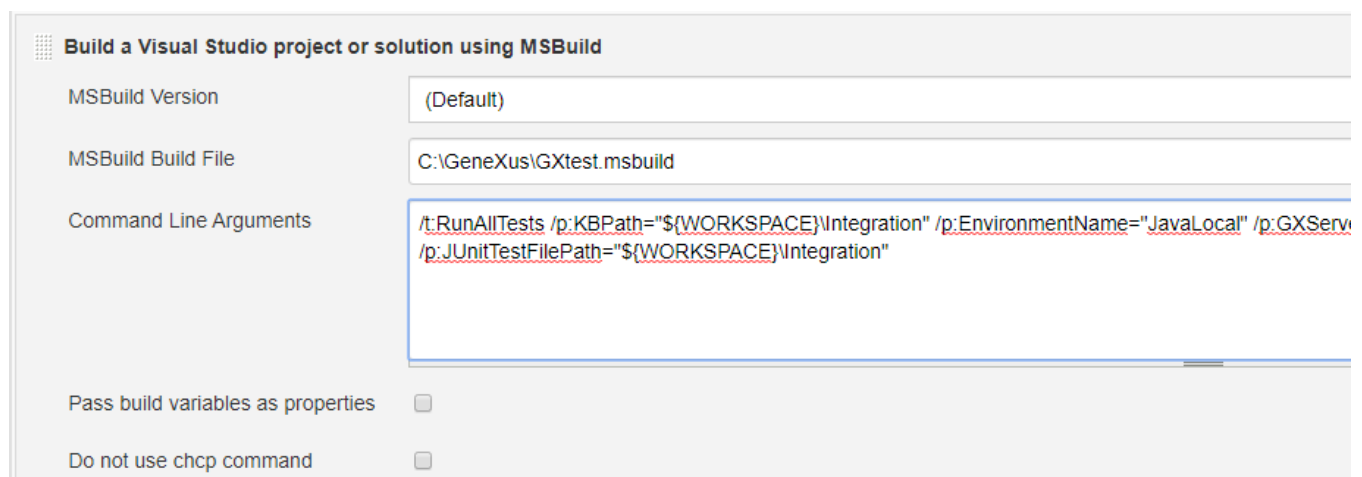 Build a Visual Studio project or solution using MSBuild
MSBuild Version
(Default)
MSBuild Build File
C:\GeneXus\GXtest.msbuild
Command Line Arguments
/t:RunAllTests /p:KBPath="${WORKSPACE}\Integration" /p:EnvironmentName="JavaLocal" /p:GXServe
/p:JUnitTestFilePath="${WORKSPACE}\Integration"
Pass build variables as properties
Do not use chcp command